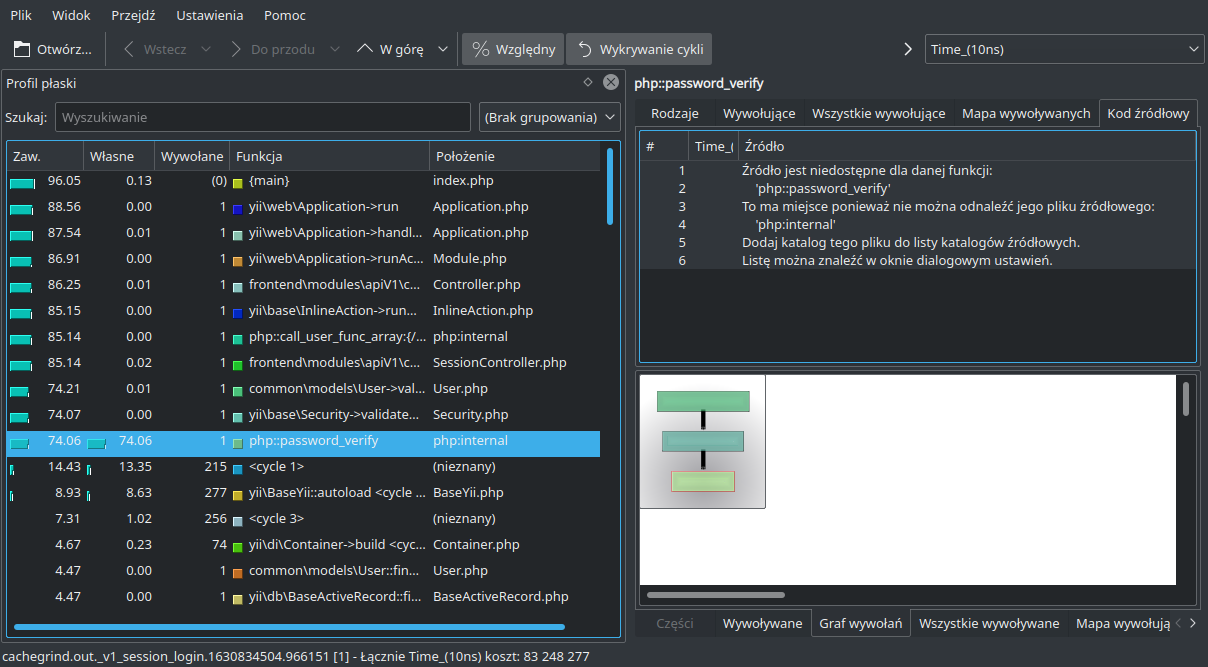 Plik Widok Przejdź Ustawienia Pomoc
Otwórz... Wstecz Do przodu W górę Względny Wykrywanie cykli Time_(10ns)
Profil płaski
Szukaj: Wyszukiwanie (Brak grupowania)
Zaw. Własne Wywołane Funkcja Położenie
96.05 0.13 (0) {main} index.php
88.56 0.00 1 yii\web\Application->run Application.php
87.54 0.01 1 yii\web\Application->handl... Application.php
86.91 0.00 1 yii\web\Application->runAc... Module.php
86.25 0.01 1 frontend\modules\apiV1\c... Controller.php
85.15 0.00 1 yii\base\InlineAction->run... InlineAction.php
85.14 0.00 1 php::call_user_func_array:{/... php:internal
85.14 0.02 1 frontend\modules\apiV1\c... SessionController.php
74.21 0.01 1 common\models\User->val... User.php
74.07 0.00 1 yii\base\Security->validate... Security.php
74.06 74.06 1 php::password_verify php:internal
14.43 13.35 215 <cycle 1> (nieznany)
8.93 8.63 277 yii\BaseYii::autoload <cycle ... BaseYii.php
7.31 1.02 256 <cycle 3> (nieznany)
4.67 0.23 74 yii\di\Container->build <cyc... Container.php
4.47 0.00 1 common\models\User::fin... User.php
4.47 0.00 1 yii\db\BaseActiveRecord::fi... BaseActiveRecord.php
php::password_verify
Rodzaje Wywołujące Wszystkie wywołujące Mapa wywoływanych Kod źródłowy
# Time_( Źródło
1 Źródło jest niedostępne dla danej funkcji:
2 'php::password_verify'
3 To ma miejsce ponieważ nie można odnaleźć jego pliku źródłowego:
4 'php:internal'
5 Dodaj katalog tego pliku do listy katalogów źródłowych.
6 Listę można znaleźć w oknie dialogowym ustawień.
Części Wywoływane Graf wywołań Wszystkie wywoływane Mapa wywołują
cachegrind.out._v1_session_login.1630834504.966151 [1] - Łącznie Time_(10ns) koszt: 83 248 277